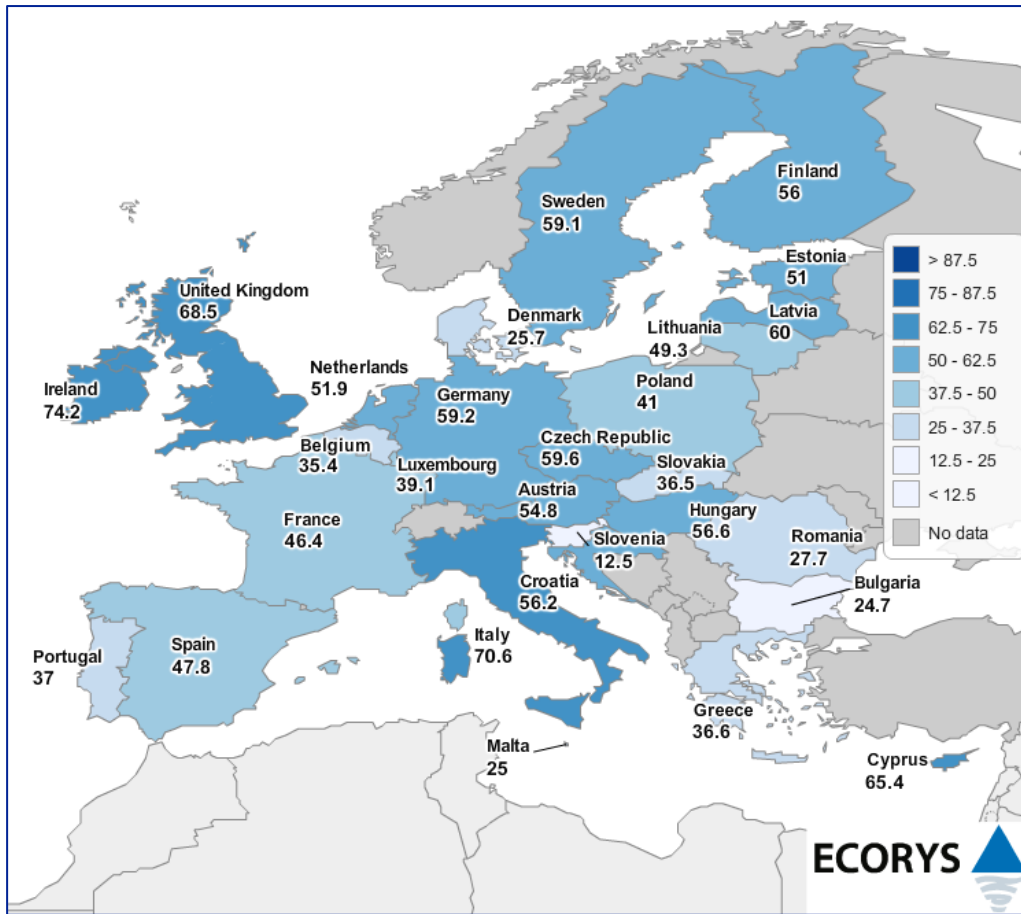 Finland
56
Sweden
59.1
Estonia
51
United Kingdom
68.5
Denmark
25.7
Latvia
60
Lithuania
49.3
Netherlands
51.9
Ireland
74.2
Germany
59.2
Poland
41
Belgium
35.4
Czech Republic
59.6
Luxembourg
39.1
Slovakia
36.5
Austria
54.8
France
46.4
Hungary
56.6
Slovenia
12.5
Romania
27.7
Croatia
56.2
Bulgaria
24.7
Portugal
37
Spain
47.8
Italy
70.6
Greece
36.6
Malta
25
Cyprus
65.4
> 87.5
75 - 87.5
62.5 - 75
50 - 62.5
37.5 - 50
25 - 37.5
12.5 - 25
< 12.5
No data
ECORYS